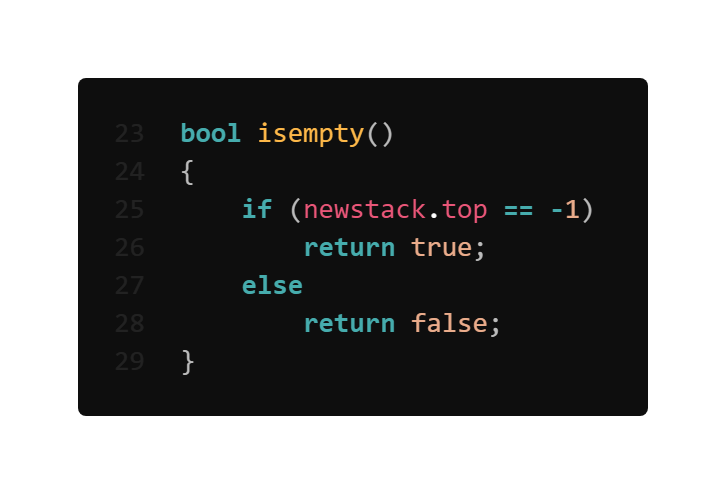 23 bool isempty()
24 {
25     if (newstack.top == -1)
26         return true;
27     else
28         return false;
29 }